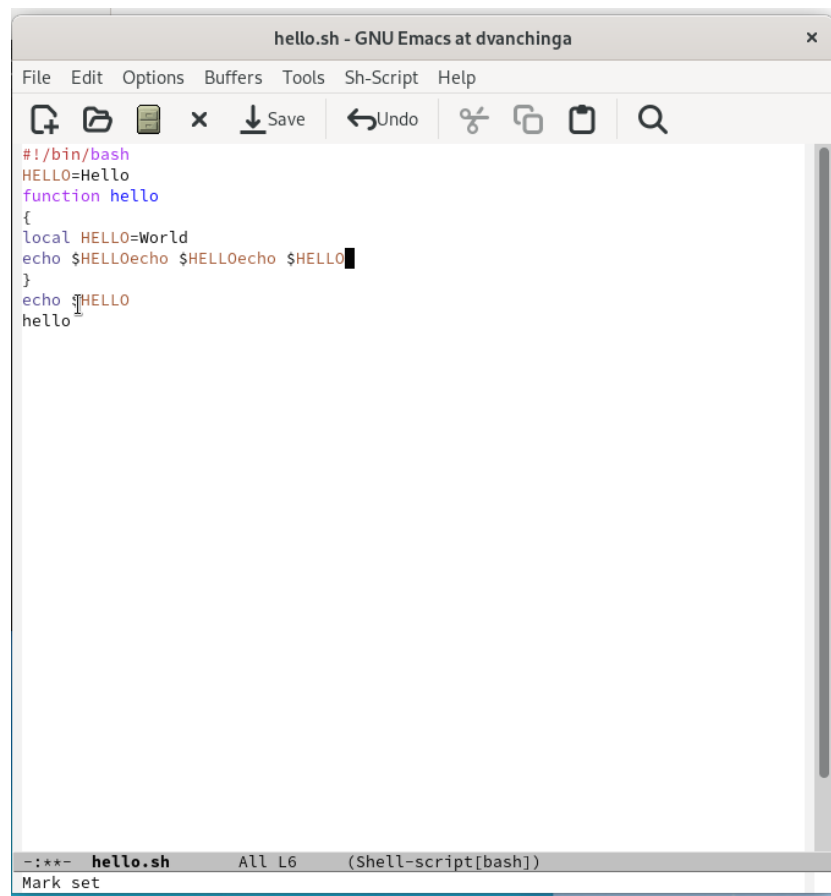 hello.sh - GNU Emacs at dvanchinga ×
File Edit Options Buffers Tools Sh-Script Help
Save Undo
#!/bin/bash
HELLO=Hello
function hello
{
local HELLO=World
echo $HELLOecho $HELLOecho $HELLO
}
echo $HELLO
hello
-:**- hello.sh All L6 (Shell-script[bash])
Mark set